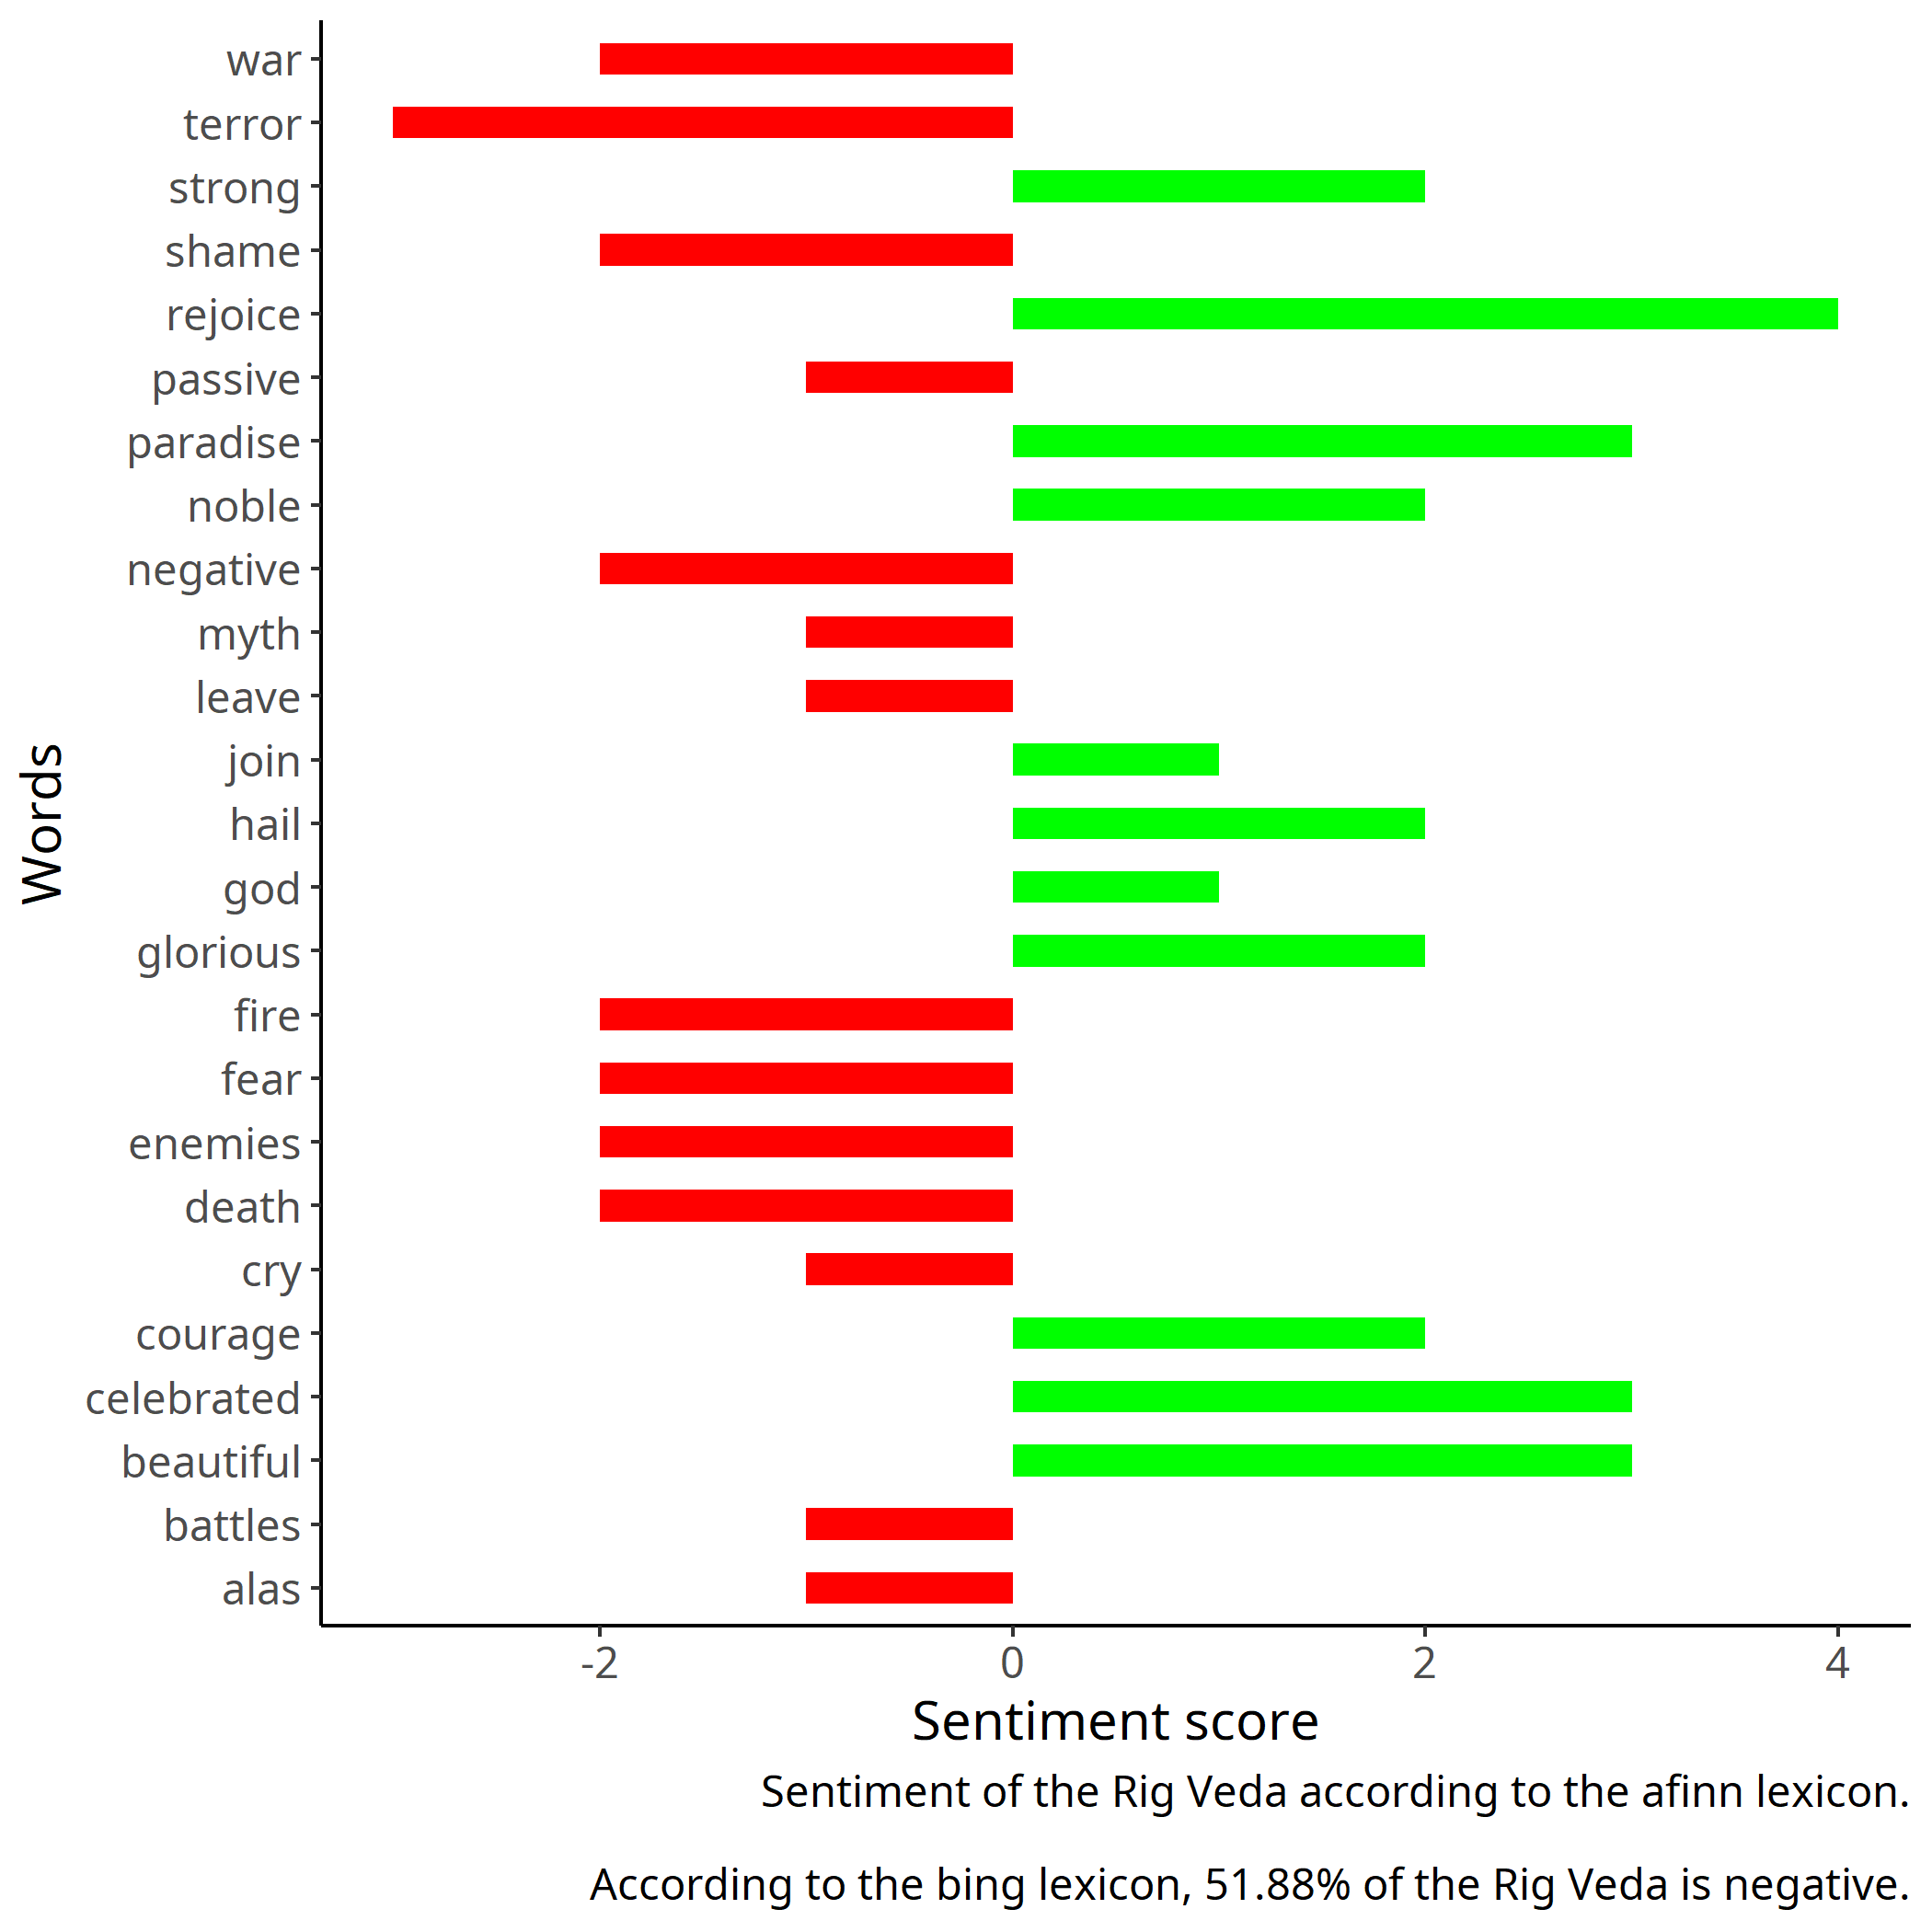 war
terror
strong
shame
rejoice
passive
paradise
noble
negative
myth
leave
join
hail
god
glorious
fire
fear
enemies
death
cry
courage
celebrated
beautiful
battles
alas
Words
-2 0 2 4
Sentiment score
Sentiment of the Rig Veda according to the afinn lexicon.
According to the bing lexicon, 51.88% of the Rig Veda is negative.